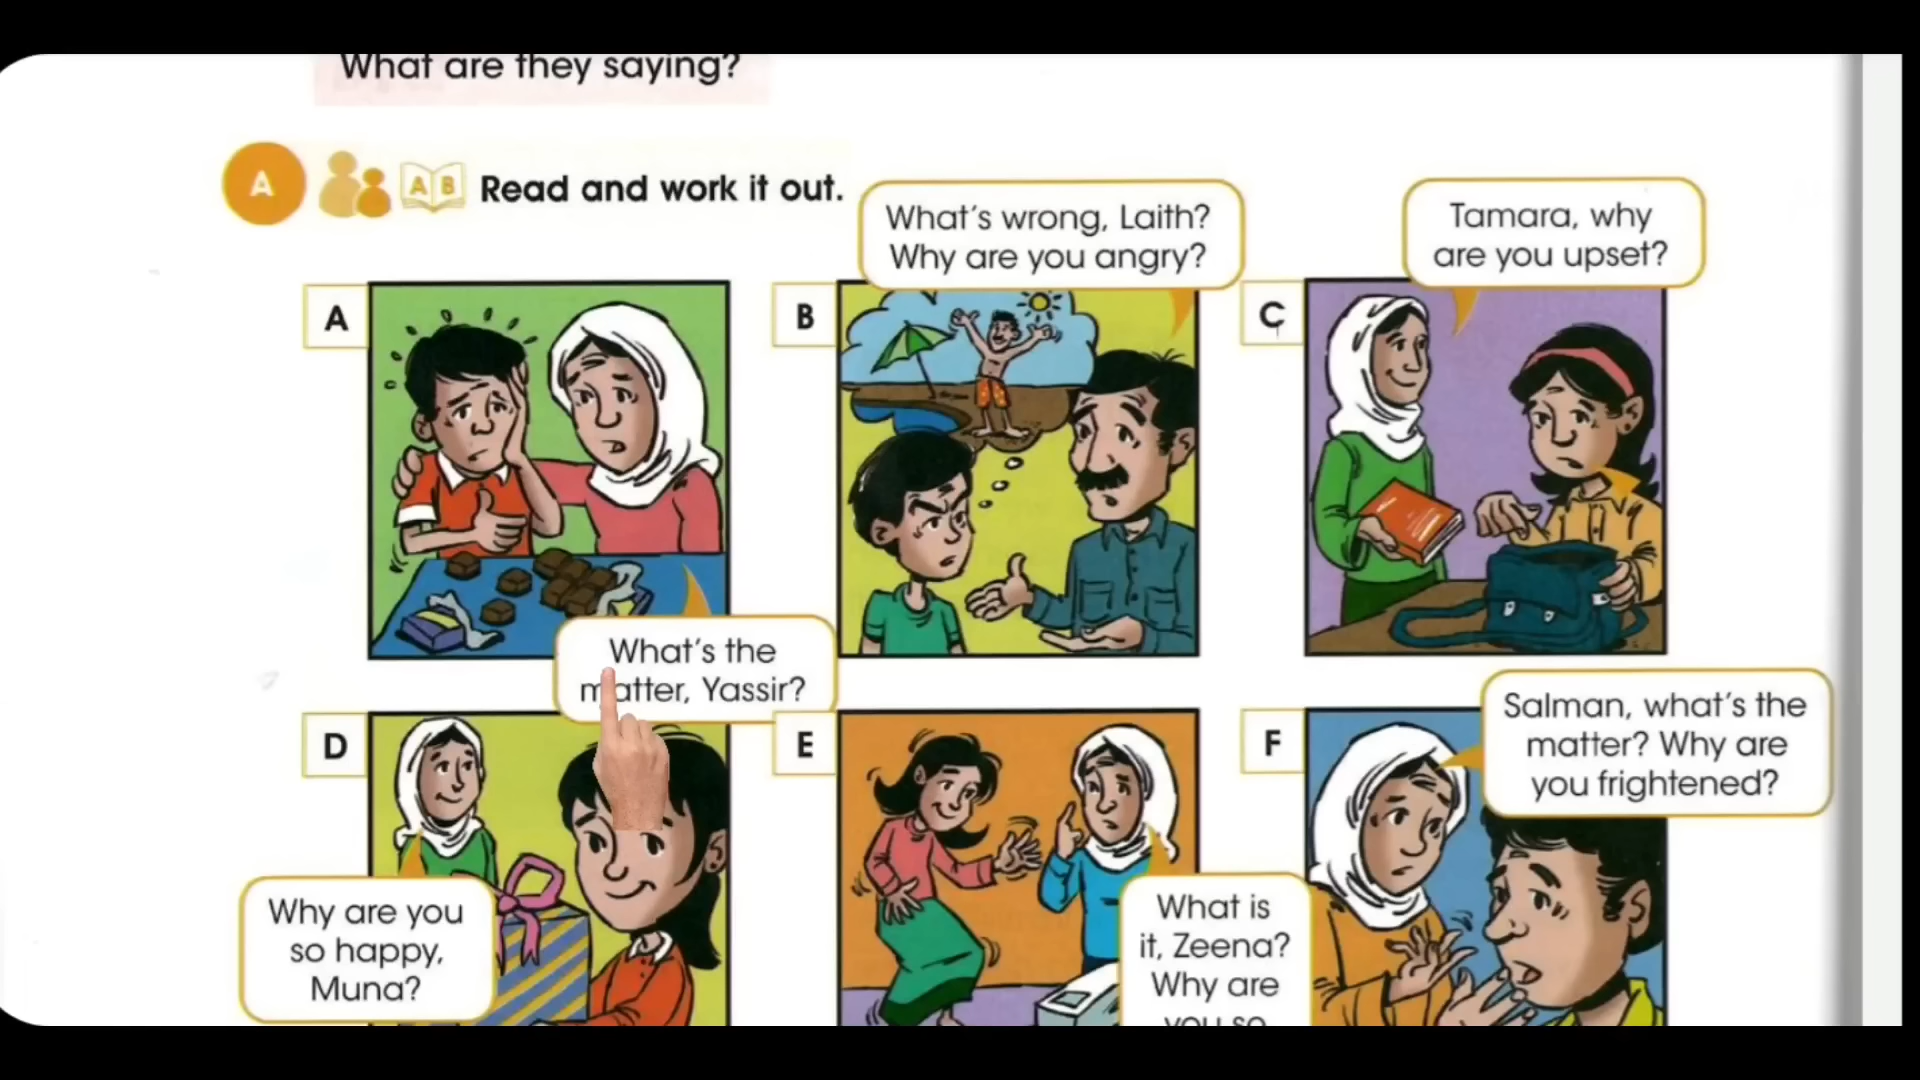 What are they saying?
A
A B
Read and work it out.
What's wrong, Laith?
Why are you angry?
Tamara, why
are you upset?
A
B
C
What's the
matter, Yassir?
D
E
F
Salman, what's the
matter? Why are
you frightened?
Why are you
so happy,
Muna?
What is
it, Zeena?
Why are
you so